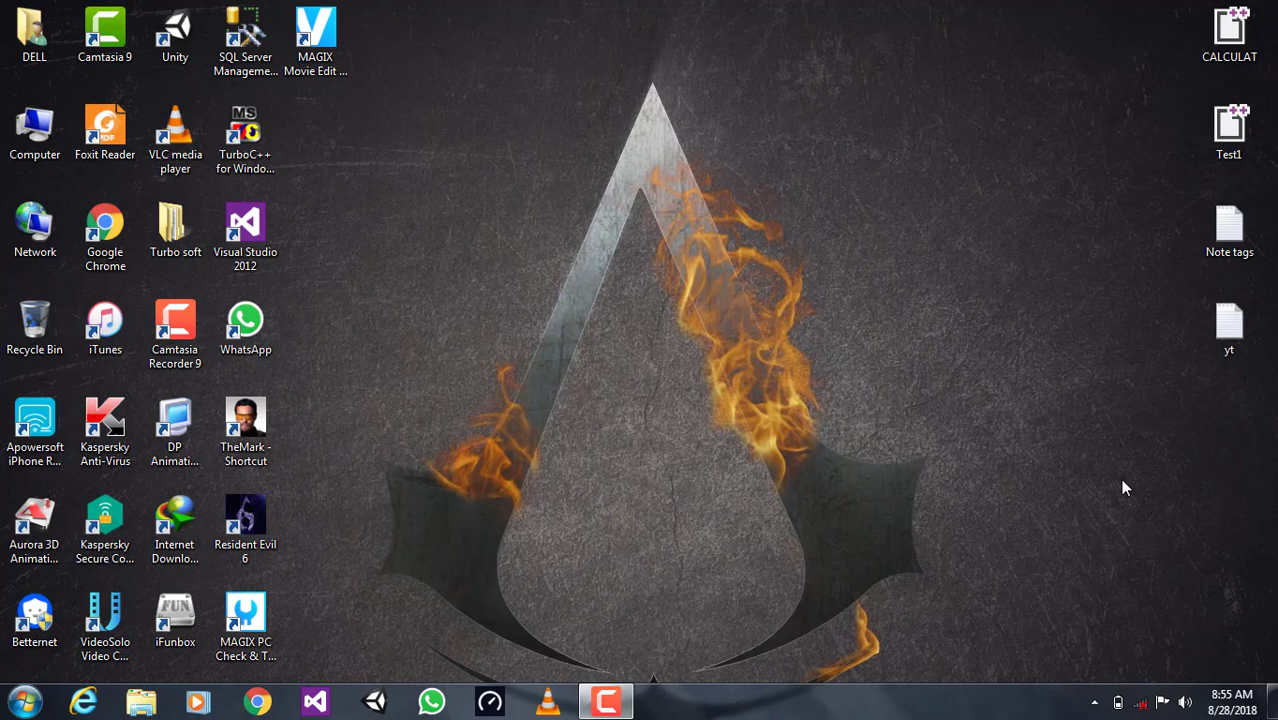 DELL
Camtasia 9
Unity
SQL Server
Manageme...
MAGIX
Movie Edit ...
CALCULAT
Computer
PDF
Foxit Reader
VLC media
player
MS
TurboC++
for Windo...
Test1
Network
Google
Chrome
Turbo soft
Visual Studio
2012
Note tags
Recycle Bin
iTunes
Camtasia
Recorder 9
WhatsApp
yt
Apowersoft
iPhone R...
Kaspersky
Anti-Virus
DP
Animati...
TheMark -
Shortcut
Aurora 3D
Animati...
Kaspersky
Secure Co...
Internet
Downlo...
Resident Evil
6
Betternet
VideoSolo
Video C...
FUN
iFunbox
MAGIX PC
Check & T...
8:55 AM
8/28/2018